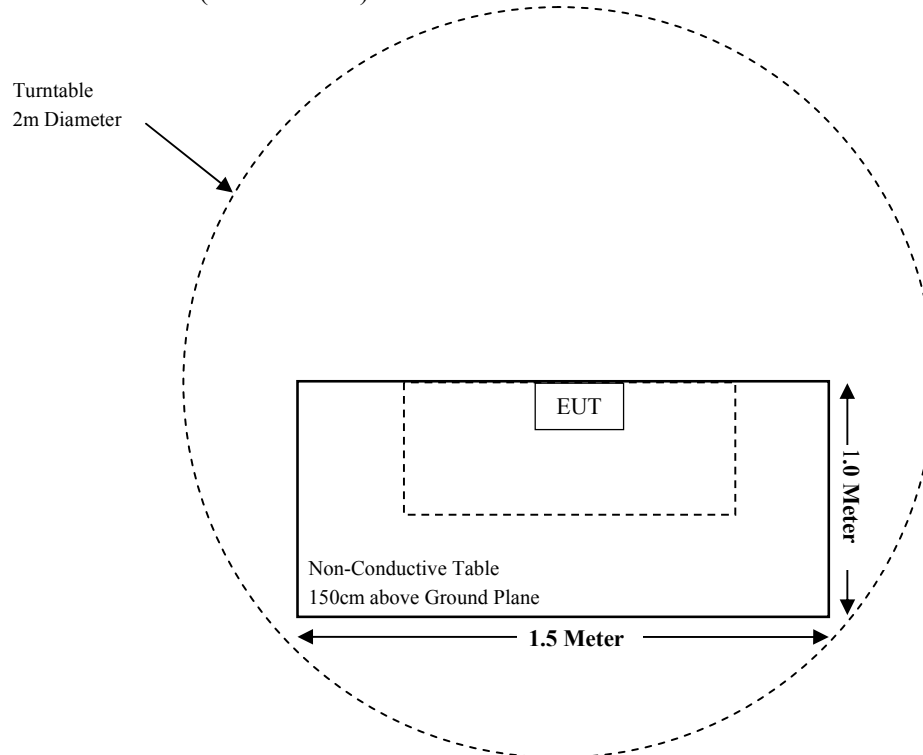 Turntable
2m Diameter
EUT
1.0 Meter
Non-Conductive Table
150cm above Ground Plane
1.5 Meter